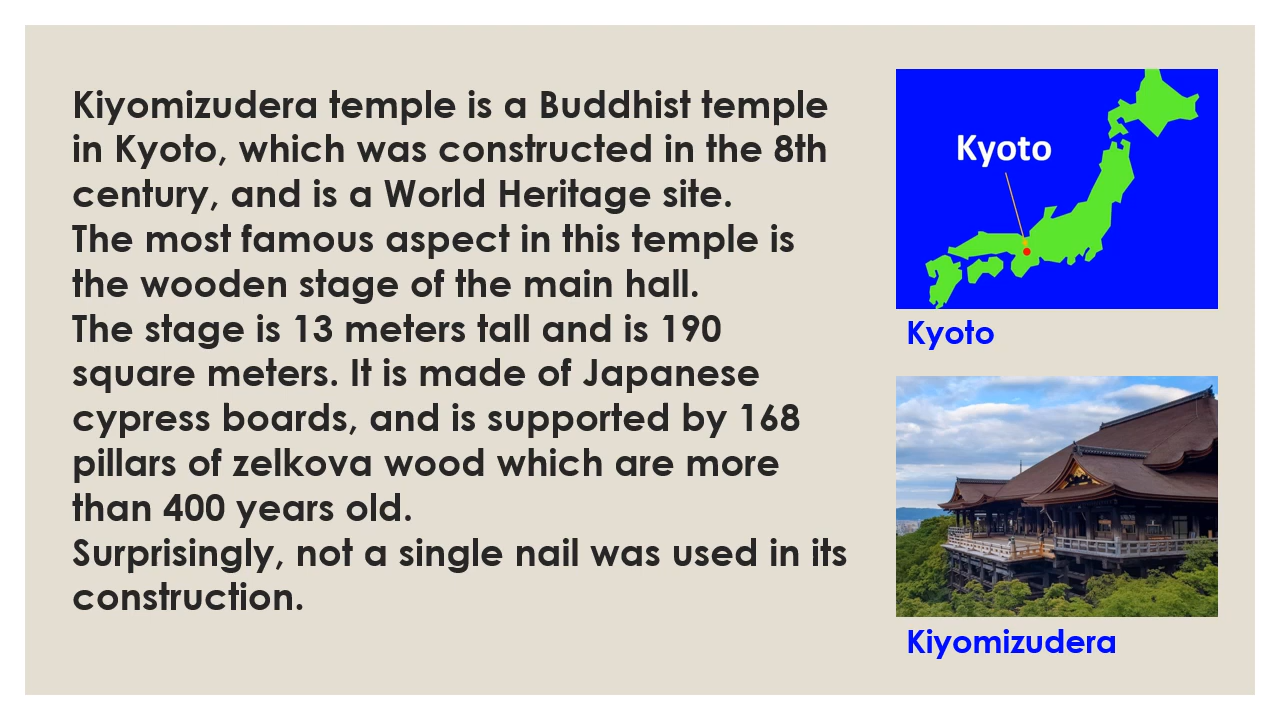 Kiyomizudera temple is a Buddhist temple
in Kyoto, which was constructed in the 8th
century, and is a World Heritage site.
The most famous aspect in this temple is
the wooden stage of the main hall.
The stage is 13 meters tall and is 190
square meters. It is made of Japanese
cypress boards, and is supported by 168
pillars of zelkova wood which are more
than 400 years old.
Surprisingly, not a single nail was used in its
construction.
Kyoto
Kyoto
Kiyomizudera